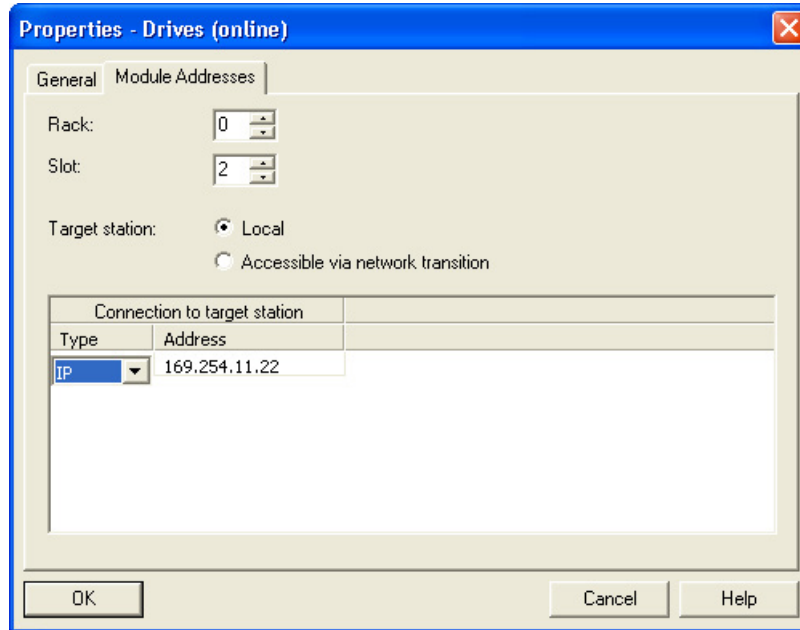 Properties - Drives (online)
General Module Addresses
Rack: 0
Slot: 2
Target station: Local
Accessible via network transition
Connection to target station
Type Address
IP 169.254.11.22
OK Cancel Help